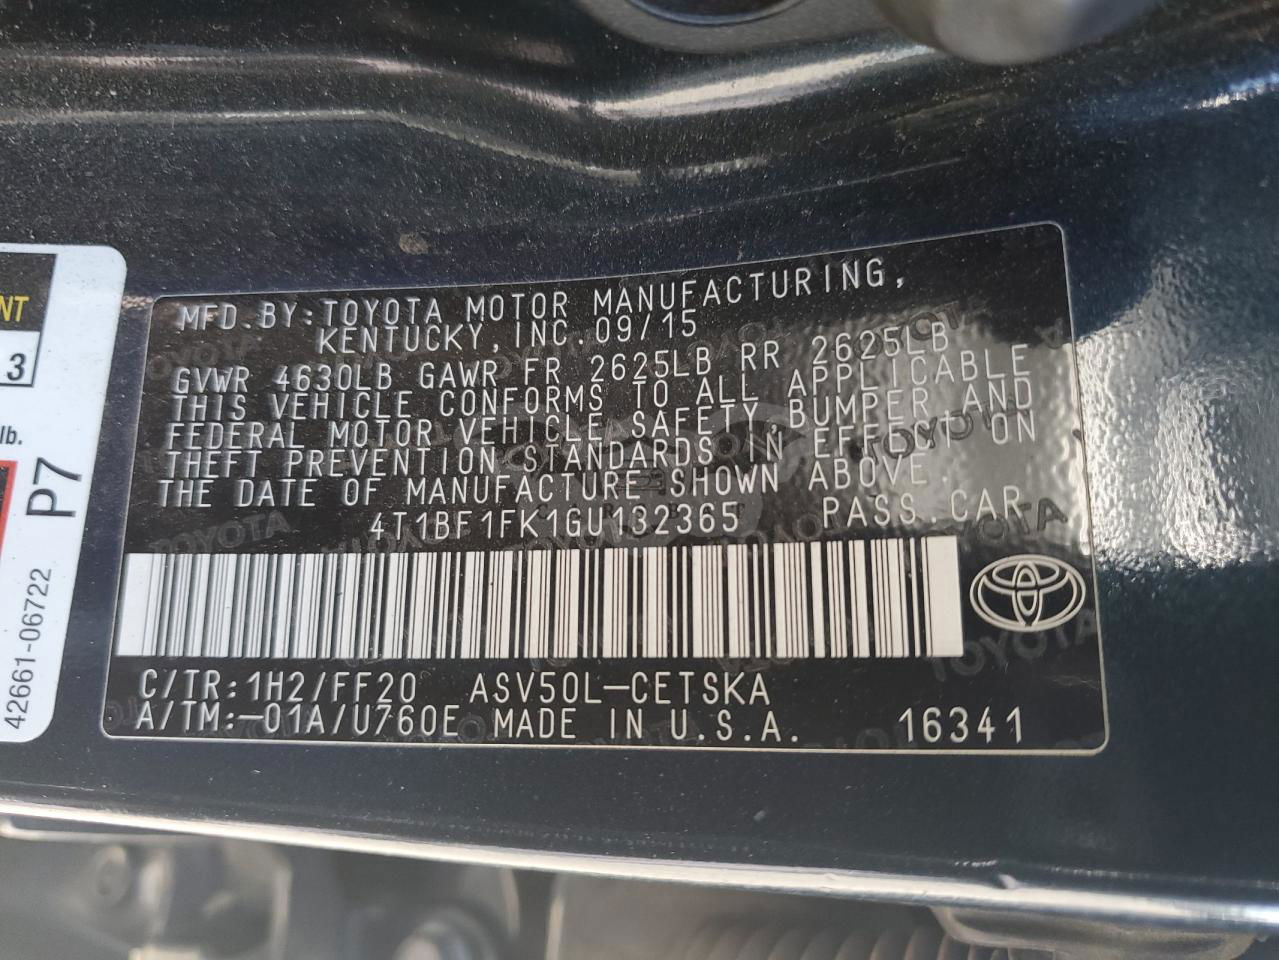 MFD.BY:TOYOTA MOTOR MANUFACTURING,
KENTUCKY, INC. 09/15
GVWR 4630LB GAWR FR 2625LB RR 2625LB
THIS VEHICLE CONFORMS TO ALL APPLICABLE
FEDERAL MOTOR VEHICLE SAFETY, BUMPER AND
THEFT PREVENTION STANDARDS IN EFFECT ON
THE DATE OF MANUFACTURE SHOWN ABOVE.
4T1BF1FK1GU132365 PASS.CAR
TOYOTA
C/TR:1H2/FF20 ASV50L-CETSKA
A/TM:-01A/U760E MADE IN U.S.A. 16341
NT
3
lb.
P7
42661-06722